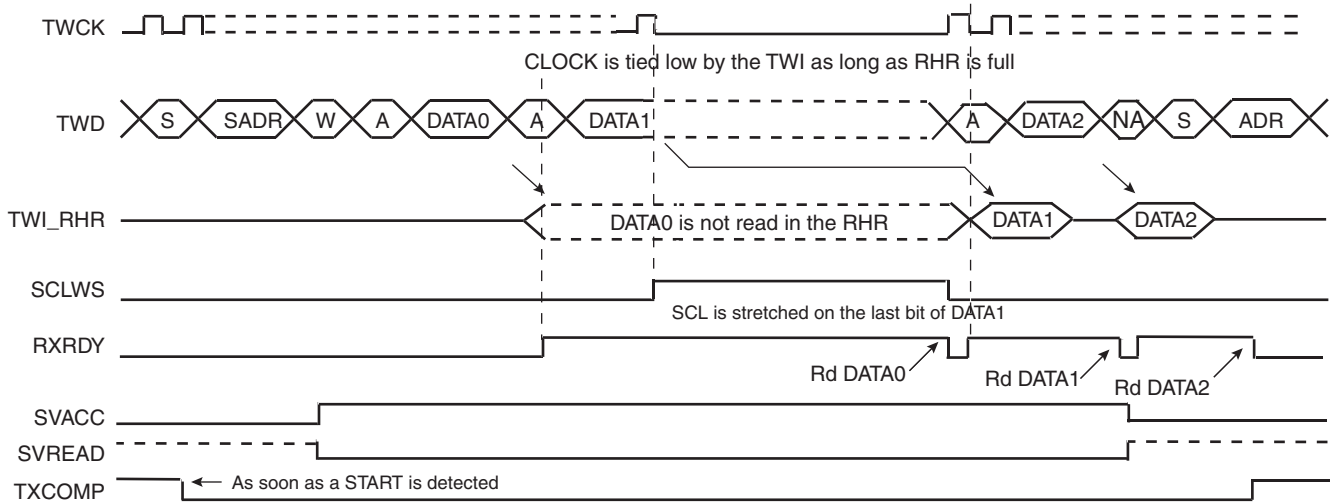 TWCK
CLOCK is tied low by the TWI as long as RHR is full
TWD S SADR W A DATA0 A DATA1 A DATA2 NA S ADR
TWI_RHR DATA0 is not read in the RHR DATA1 DATA2
SCLWS
SCL is stretched on the last bit of DATA1
RXRDY
Rd DATA0 Rd DATA1 Rd DATA2
SVACC
SVREAD
TXCOMP As soon as a START is detected